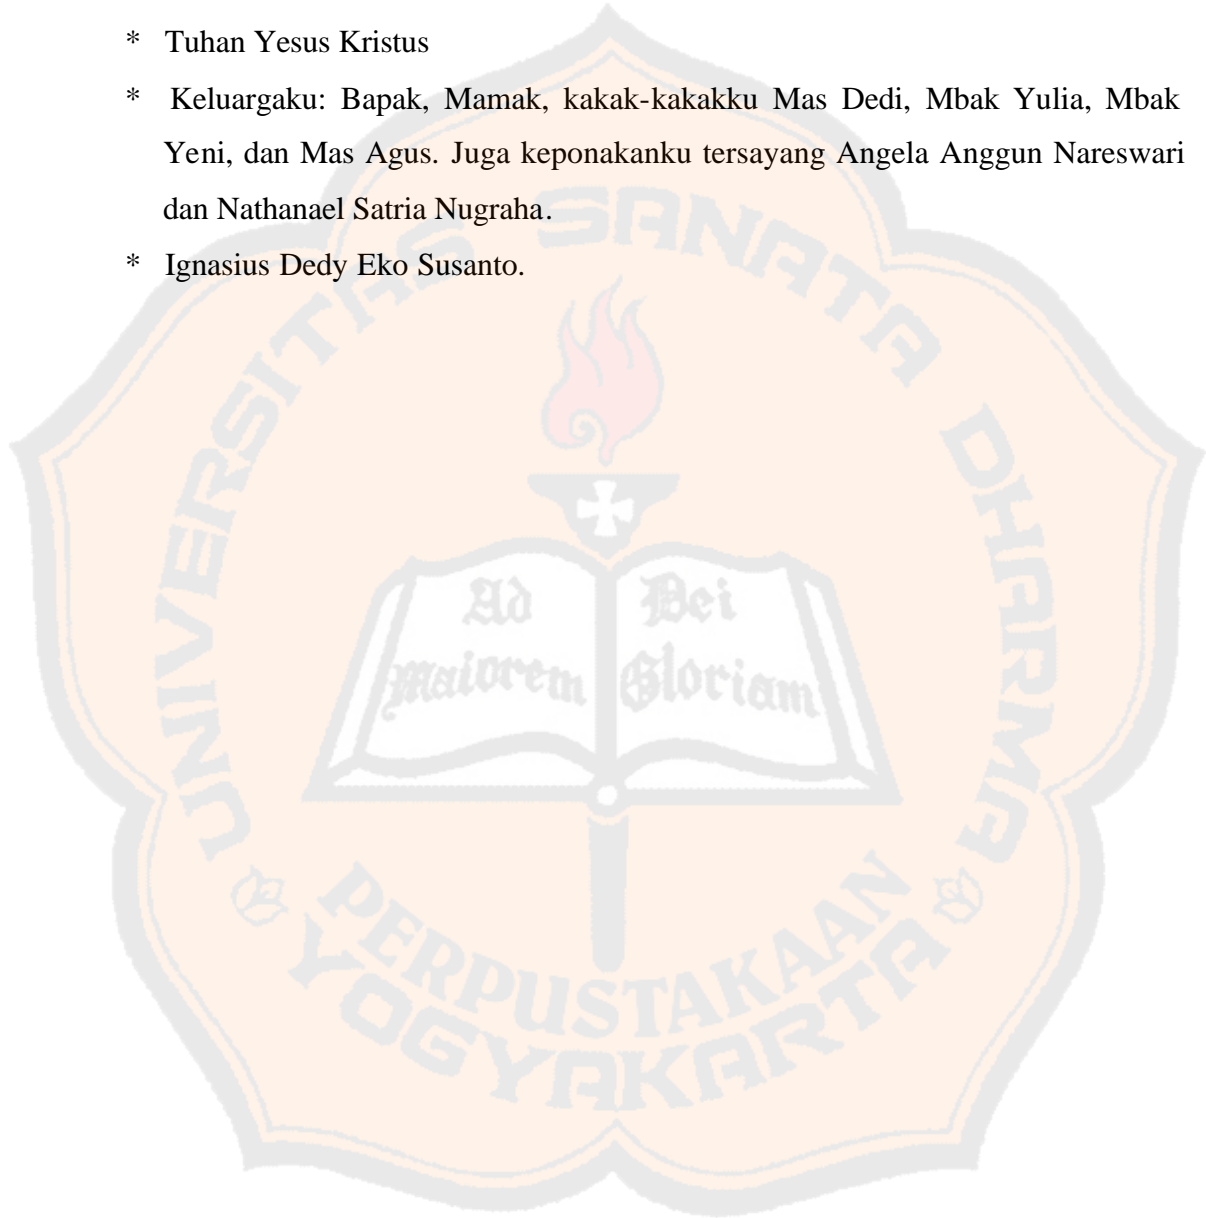 * Tuhan Yesus Kristus
* Keluargaku: Bapak, Mamak, kakak-kakakku Mas Dedi, Mbak Yulia, Mbak
Yeni, dan Mas Agus. Juga keponakanku tersayang Angela Anggun Nareswari
dan Nathanael Satria Nugraha.
* Ignasius Dedy Eko Susanto.
UNIVERSITAS SANATA DHARMA
Ad Dei
maiorem Gloriam
PERPUSTAKAAN
YOGYAKARTA